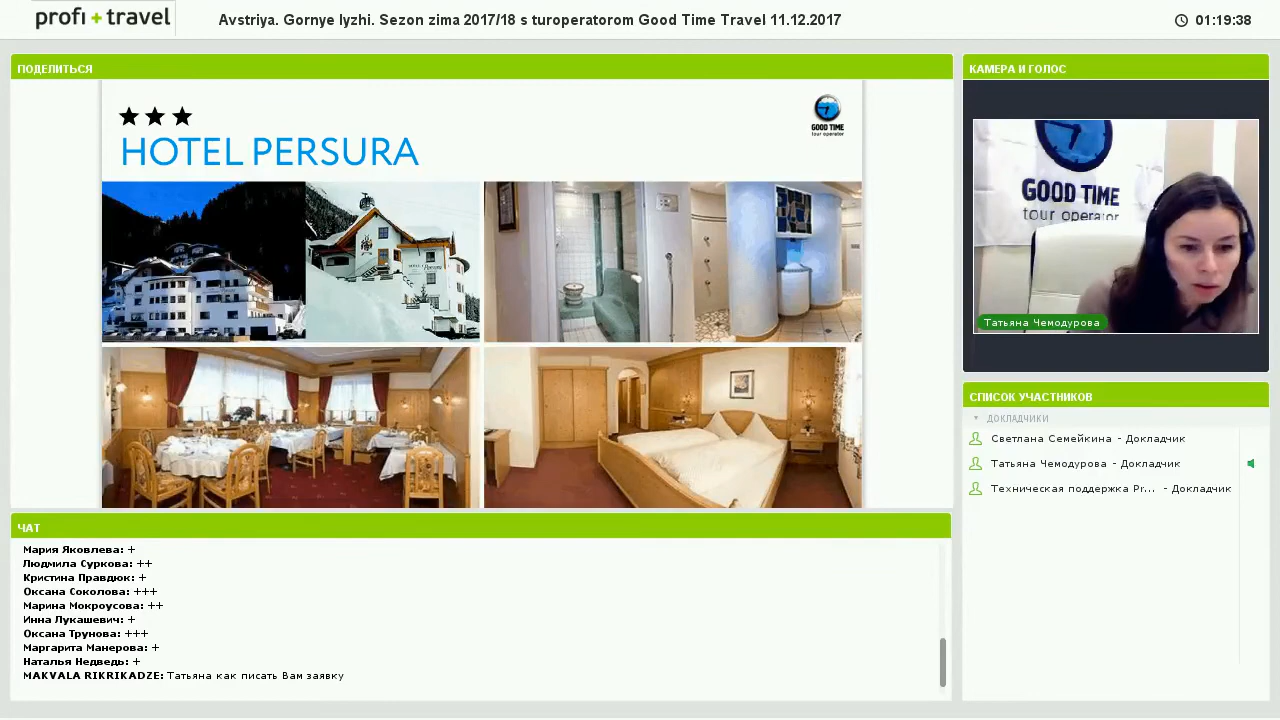 profi + travel
Avstriya. Gornye lyzhi. Sezon zima 2017/18 s turoperatorom Good Time Travel 11.12.2017
01:19:38
ПОДЕЛИТЬСЯ
HOTEL PERSURA
GOOD TIME
tour operator
КАМЕРА И ГОЛОС
GOOD TIME
tour operator
Татьяна Чемодурова
СПИСОК УЧАСТНИКОВ
ДОКЛАДЧИКИ
Светлана Семейкина - Докладчик
Татьяна Чемодурова - Докладчик
Техническая поддержка Pr... - Докладчик
ЧАТ
Мария Яковлева: +
Людмила Суркова: ++
Кристина Правдюк: +
Оксана Соколова: +++
Марина Мокроусова: ++
Инна Лукашевич: +
Оксана Трунова: +++
Маргарита Манерова: +
Наталья Недведь: +
MAKVALA RIKRIKADZE: Татьяна как писать Вам заявку